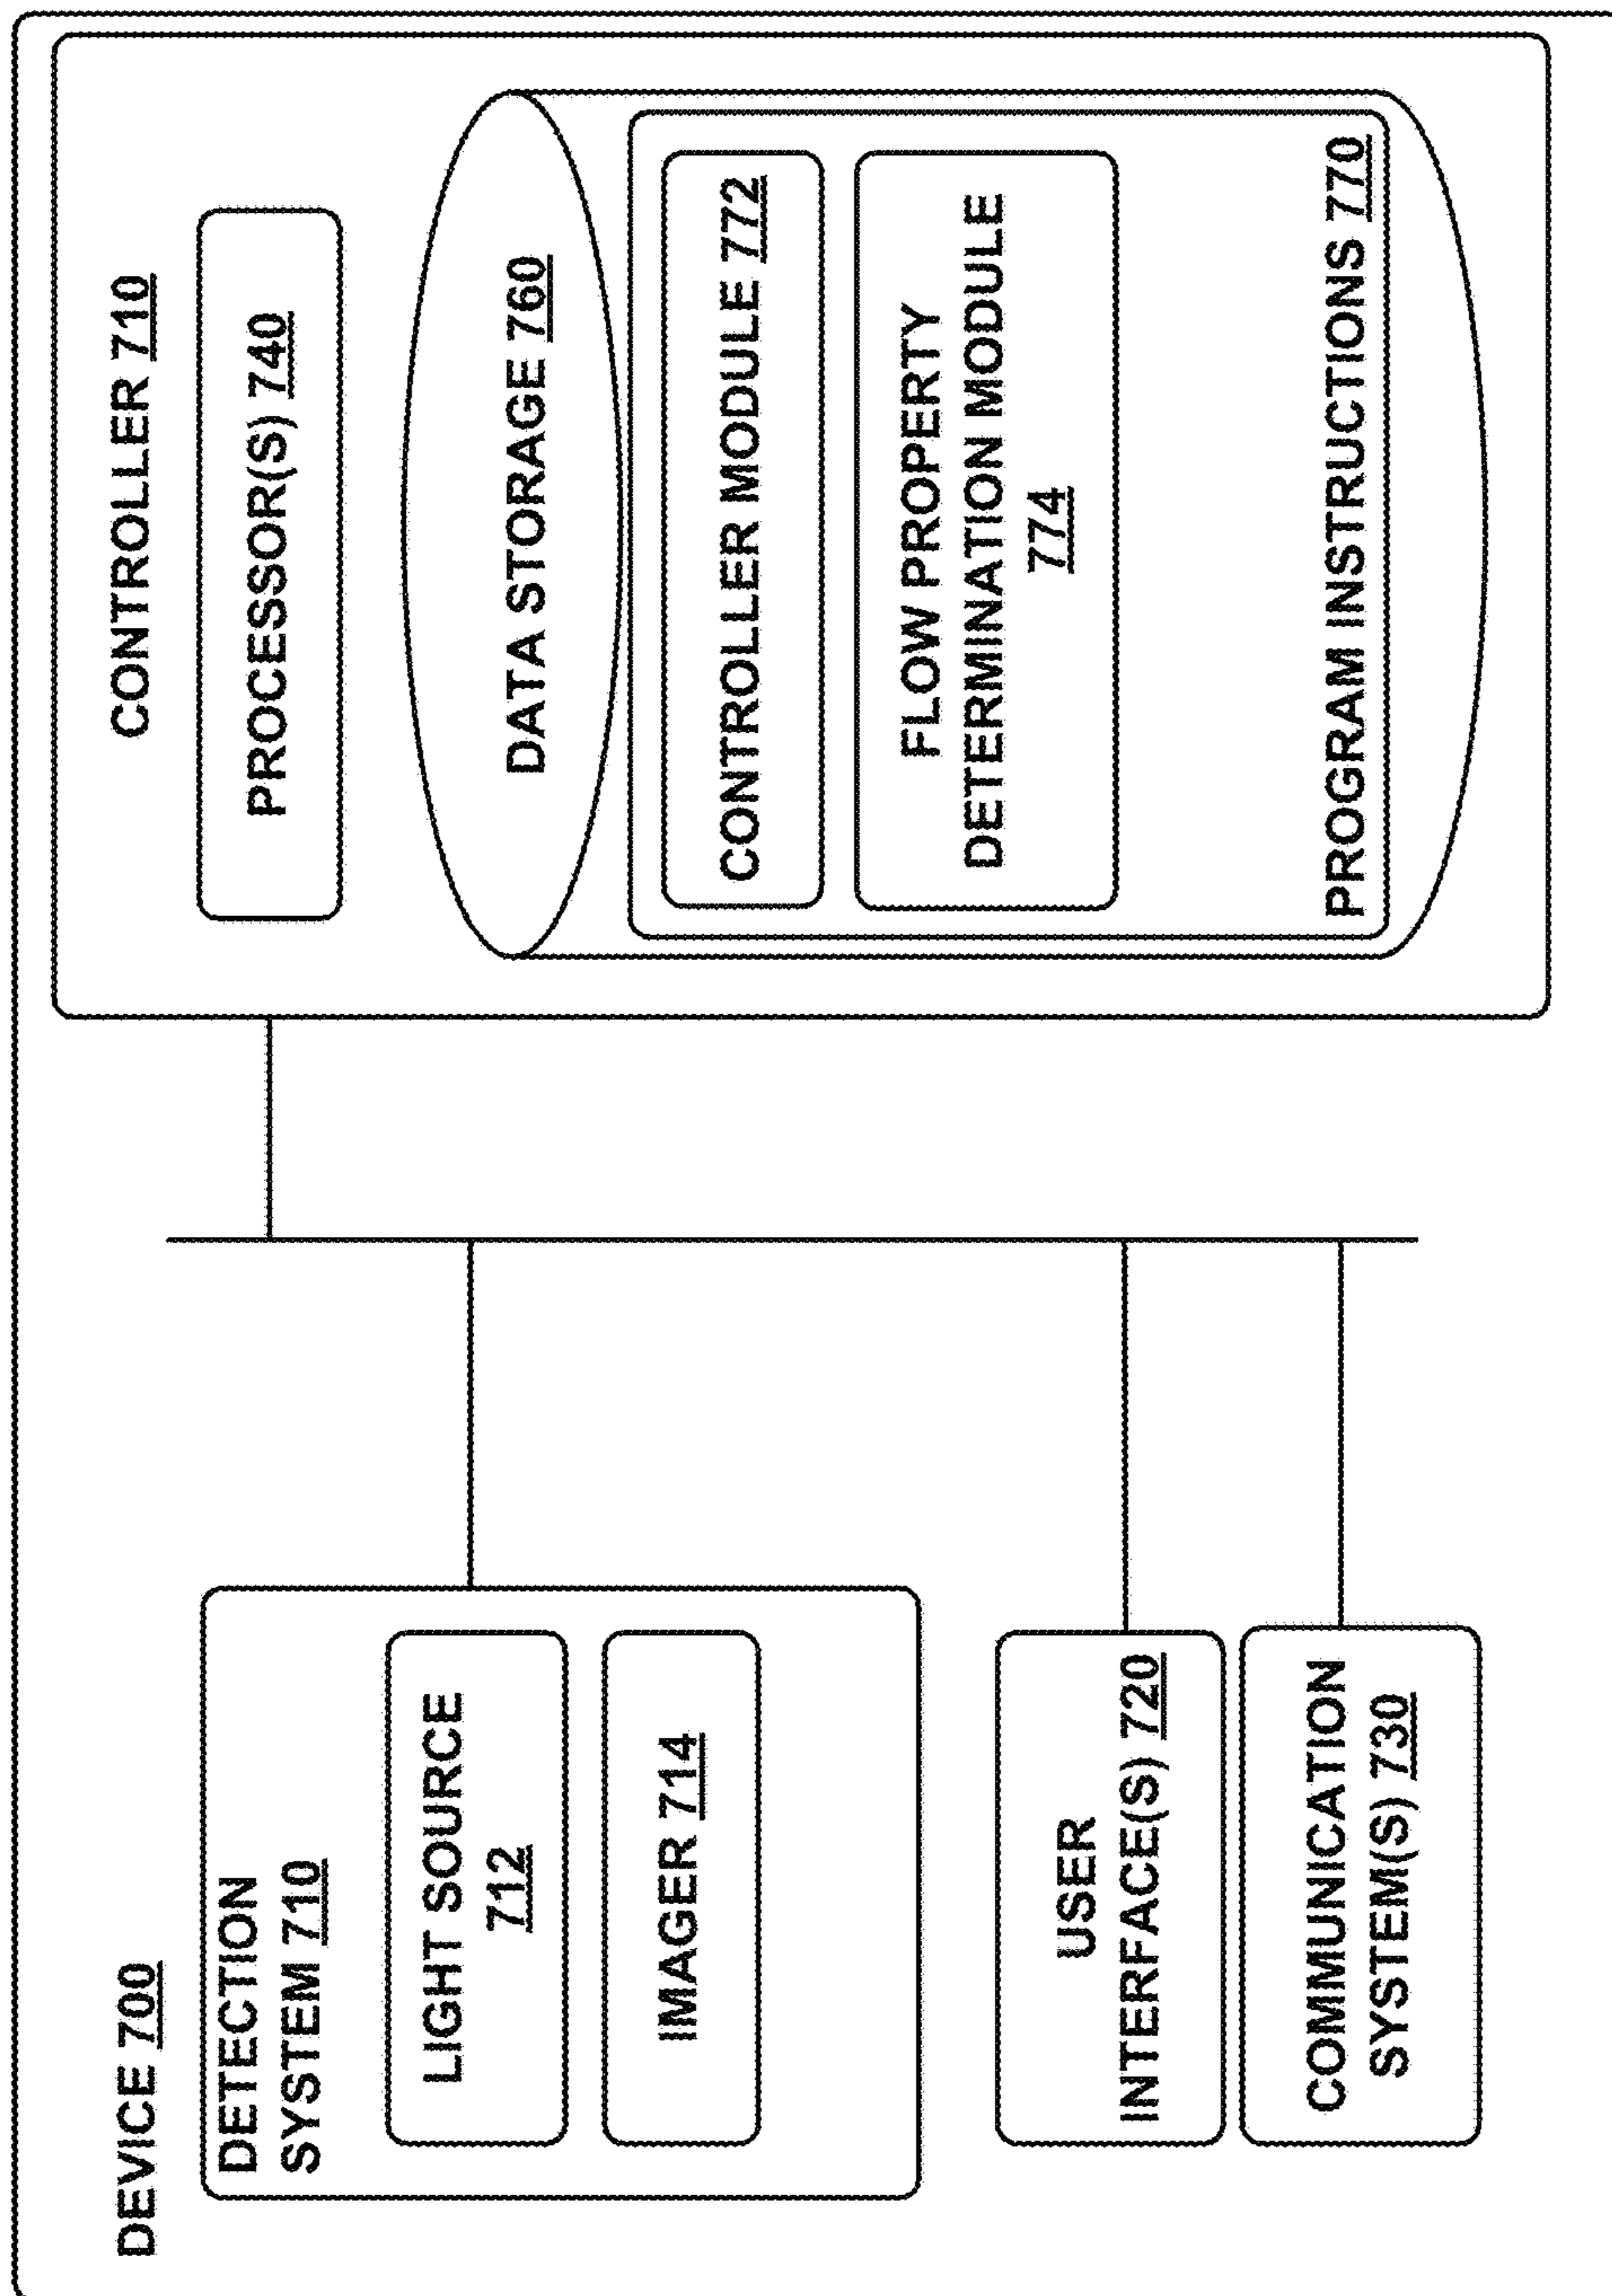 DEVICE 700
DETECTION
SYSTEM 710
LIGHT SOURCE
712
IMAGER 714
USER
INTERFACE(S) 720
COMMUNICATION
SYSTEM(S) 730
CONTROLLER 710
PROCESSOR(S) 740
DATA STORAGE 760
CONTROLLER MODULE 772
FLOW PROPERTY
DETERMINATION MODULE
774
PROGRAM INSTRUCTIONS 770